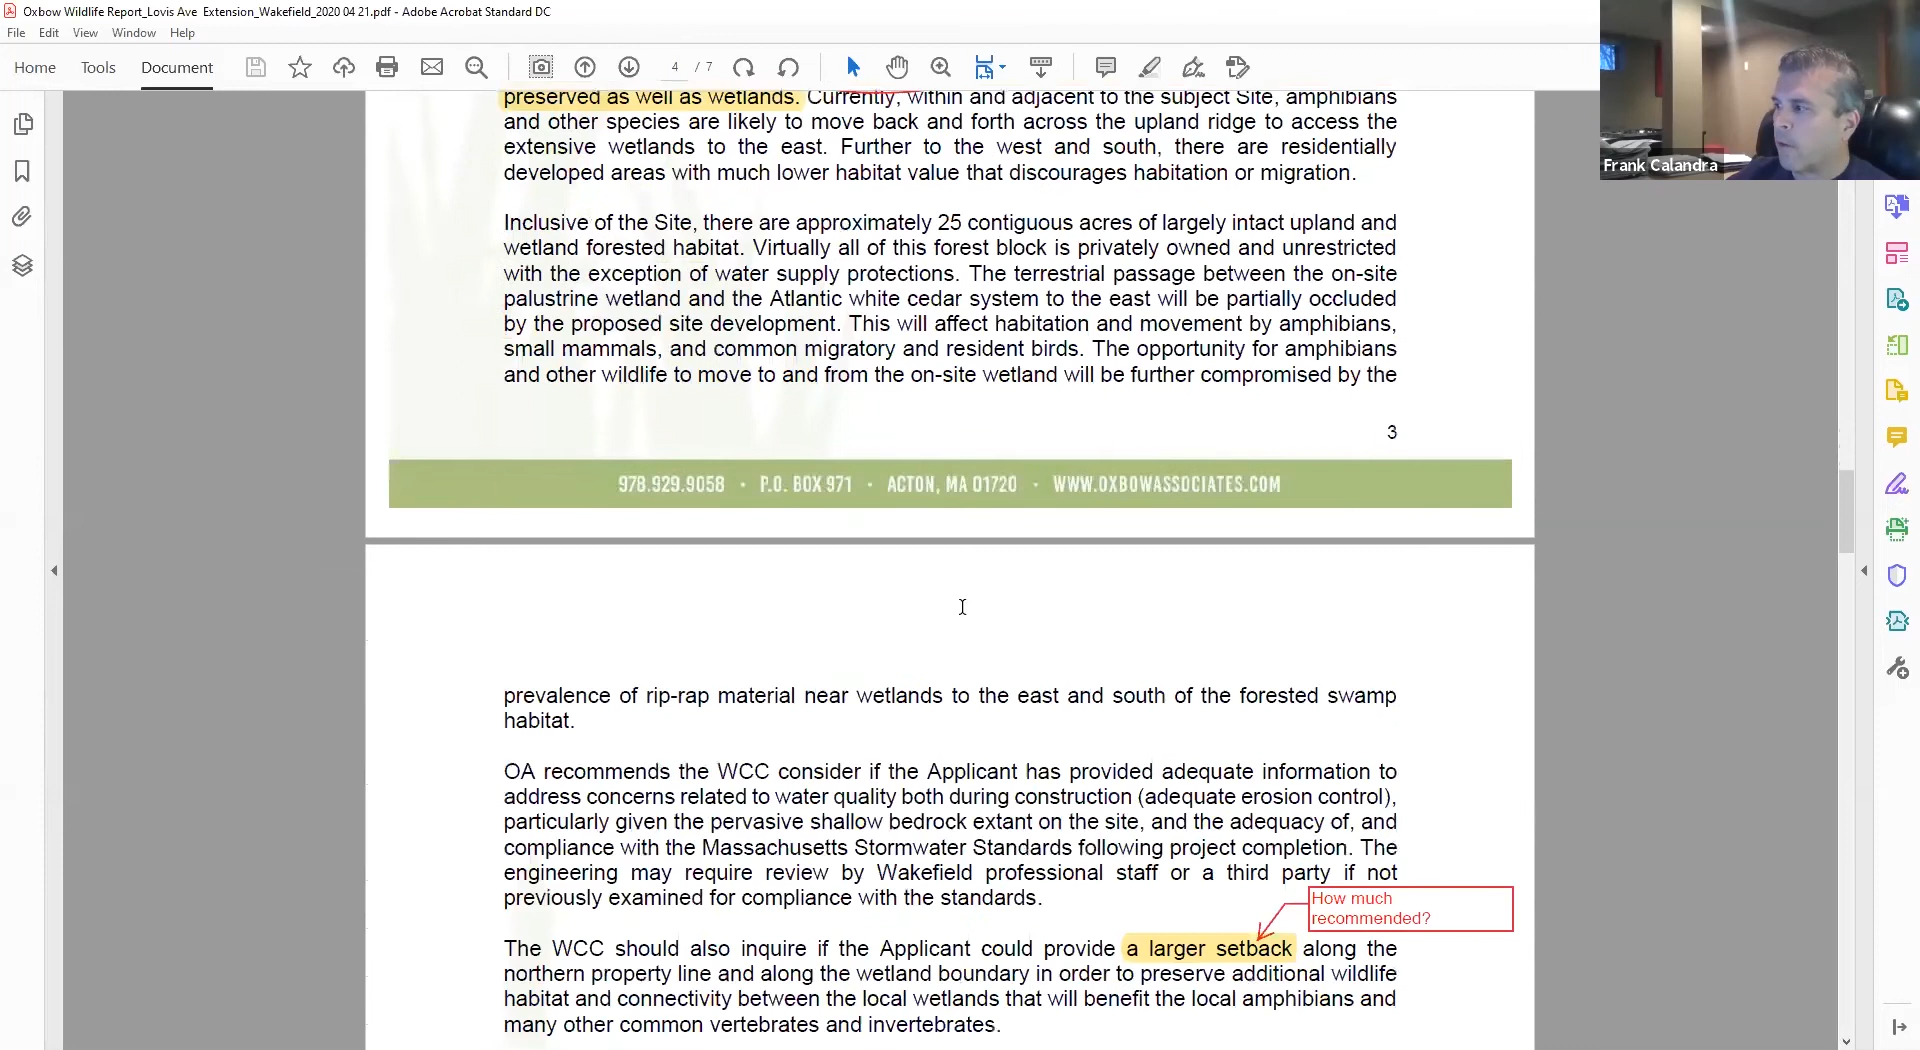 Oxbow Wildlife Report_Lovis Ave  Extension_Wakefield_2020 04 21.pdf - Adobe Acrobat Standard DC
File Edit View Window Help
Home Tools Document 4 / 7
Frank Calandra
preserved as well as wetlands. Currently, within and adjacent to the subject Site, amphibians
and other species are likely to move back and forth across the upland ridge to access the
extensive wetlands to the east. Further to the west and south, there are residentially
developed areas with much lower habitat value that discourages habitation or migration.
Inclusive of the Site, there are approximately 25 contiguous acres of largely intact upland and
wetland forested habitat. Virtually all of this forest block is privately owned and unrestricted
with the exception of water supply protections. The terrestrial passage between the on-site
palustrine wetland and the Atlantic white cedar system to the east will be partially occluded
by the proposed site development. This will affect habitation and movement by amphibians,
small mammals, and common migratory and resident birds. The opportunity for amphibians
and other wildlife to move to and from the on-site wetland will be further compromised by the
3
978.929.9058 · P.O. BOX 971 · ACTON, MA 01720 · WWW.OXBOWASSOCIATES.COM
prevalence of rip-rap material near wetlands to the east and south of the forested swamp
habitat.
OA recommends the WCC consider if the Applicant has provided adequate information to
address concerns related to water quality both during construction (adequate erosion control),
particularly given the pervasive shallow bedrock extant on the site, and the adequacy of, and
compliance with the Massachusetts Stormwater Standards following project completion. The
engineering may require review by Wakefield professional staff or a third party if not
previously examined for compliance with the standards.
How much
recommended?
The WCC should also inquire if the Applicant could provide a larger setback along the
northern property line and along the wetland boundary in order to preserve additional wildlife
habitat and connectivity between the local wetlands that will benefit the local amphibians and
many other common vertebrates and invertebrates.